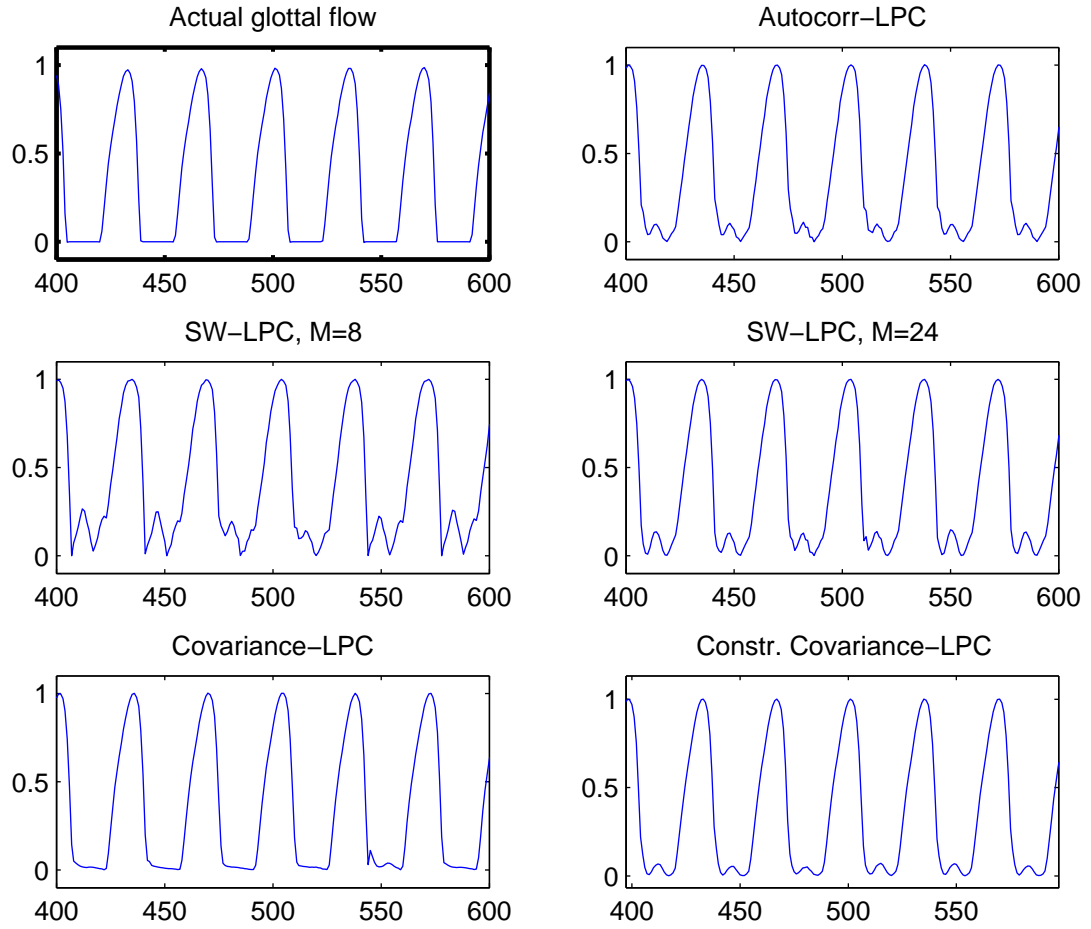 Actual glottal flow
1
0.5
0
400 450 500 550 600
Autocorr−LPC
1
0.5
0
400 450 500 550 600
SW−LPC, M=8
1
0.5
0
400 450 500 550 600
SW−LPC, M=24
1
0.5
0
400 450 500 550 600
Covariance−LPC
1
0.5
0
400 450 500 550 600
Constr. Covariance−LPC
1
0.5
0
400 450 500 550